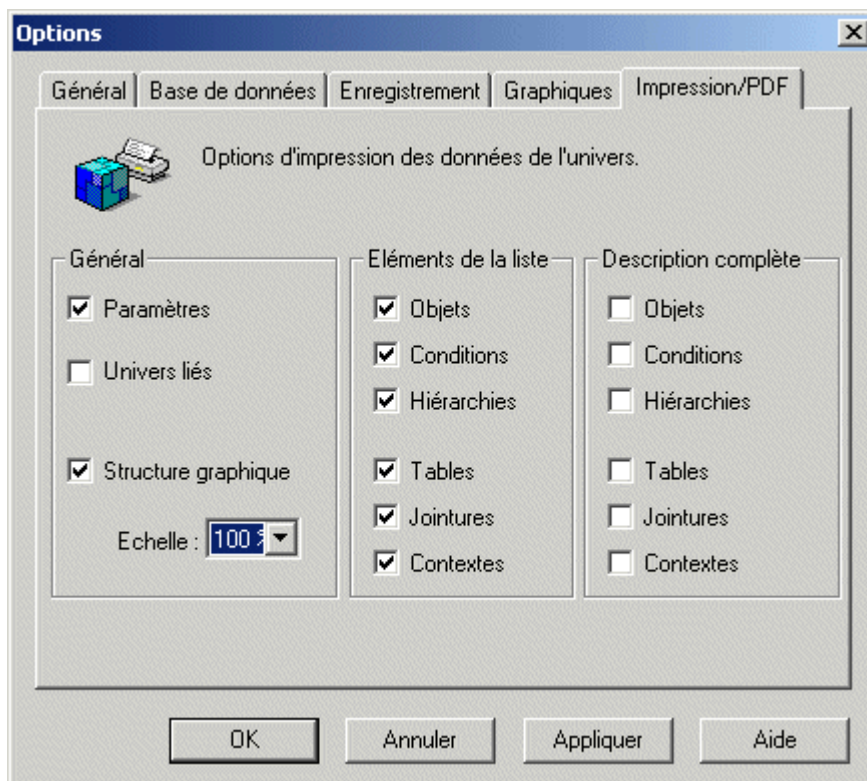 Options
Général
Base de données
Enregistrement
Graphiques
Impression/PDF
Options d'impression des données de l'univers.
Général
Paramètres
Univers liés
Structure graphique
Echelle : 100 %
Eléments de la liste
Objets
Conditions
Hiérarchies
Tables
Jointures
Contextes
Description complète
Objets
Conditions
Hiérarchies
Tables
Jointures
Contextes
OK
Annuler
Appliquer
Aide